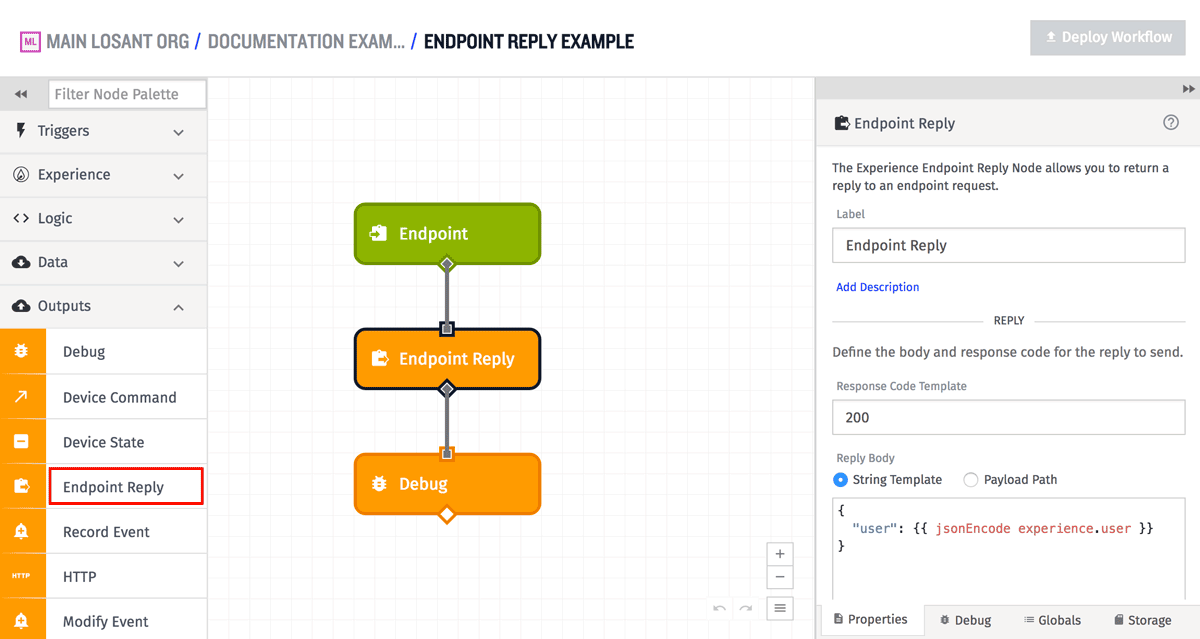 ML MAIN LOSANT ORG / DOCUMENTATION EXAM... / ENDPOINT REPLY EXAMPLE
Deploy Workflow
Filter Node Palette
Triggers
Experience
Logic
Data
Outputs
Debug
Device Command
Device State
Endpoint Reply
Record Event
HTTP HTTP
Modify Event
Endpoint
Endpoint Reply
Debug
Endpoint Reply
The Experience Endpoint Reply Node allows you to return a
reply to an endpoint request.
Label
Endpoint Reply
Add Description
REPLY
Define the body and response code for the reply to send.
Response Code Template
200
Reply Body
String Template Payload Path
{
"user": {{ jsonEncode experience.user }}
}
Properties Debug Globals Storage